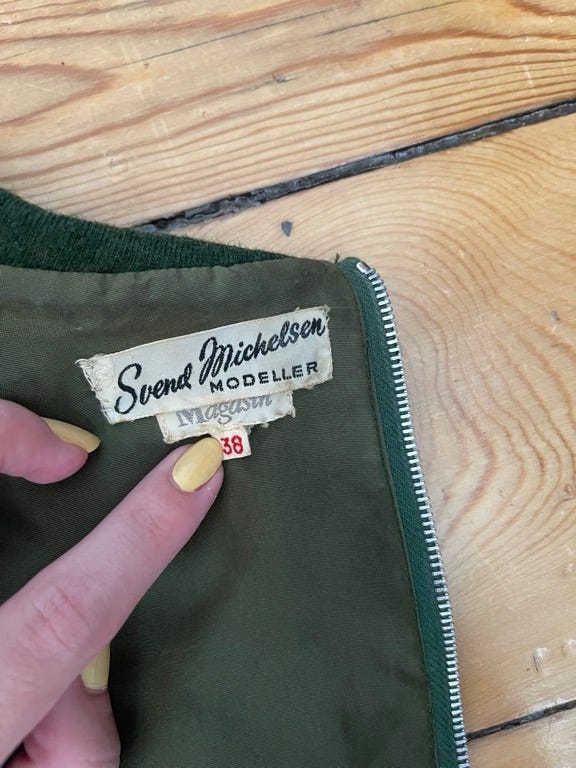 Svend Michelsen
MODELLER
Magasin
38